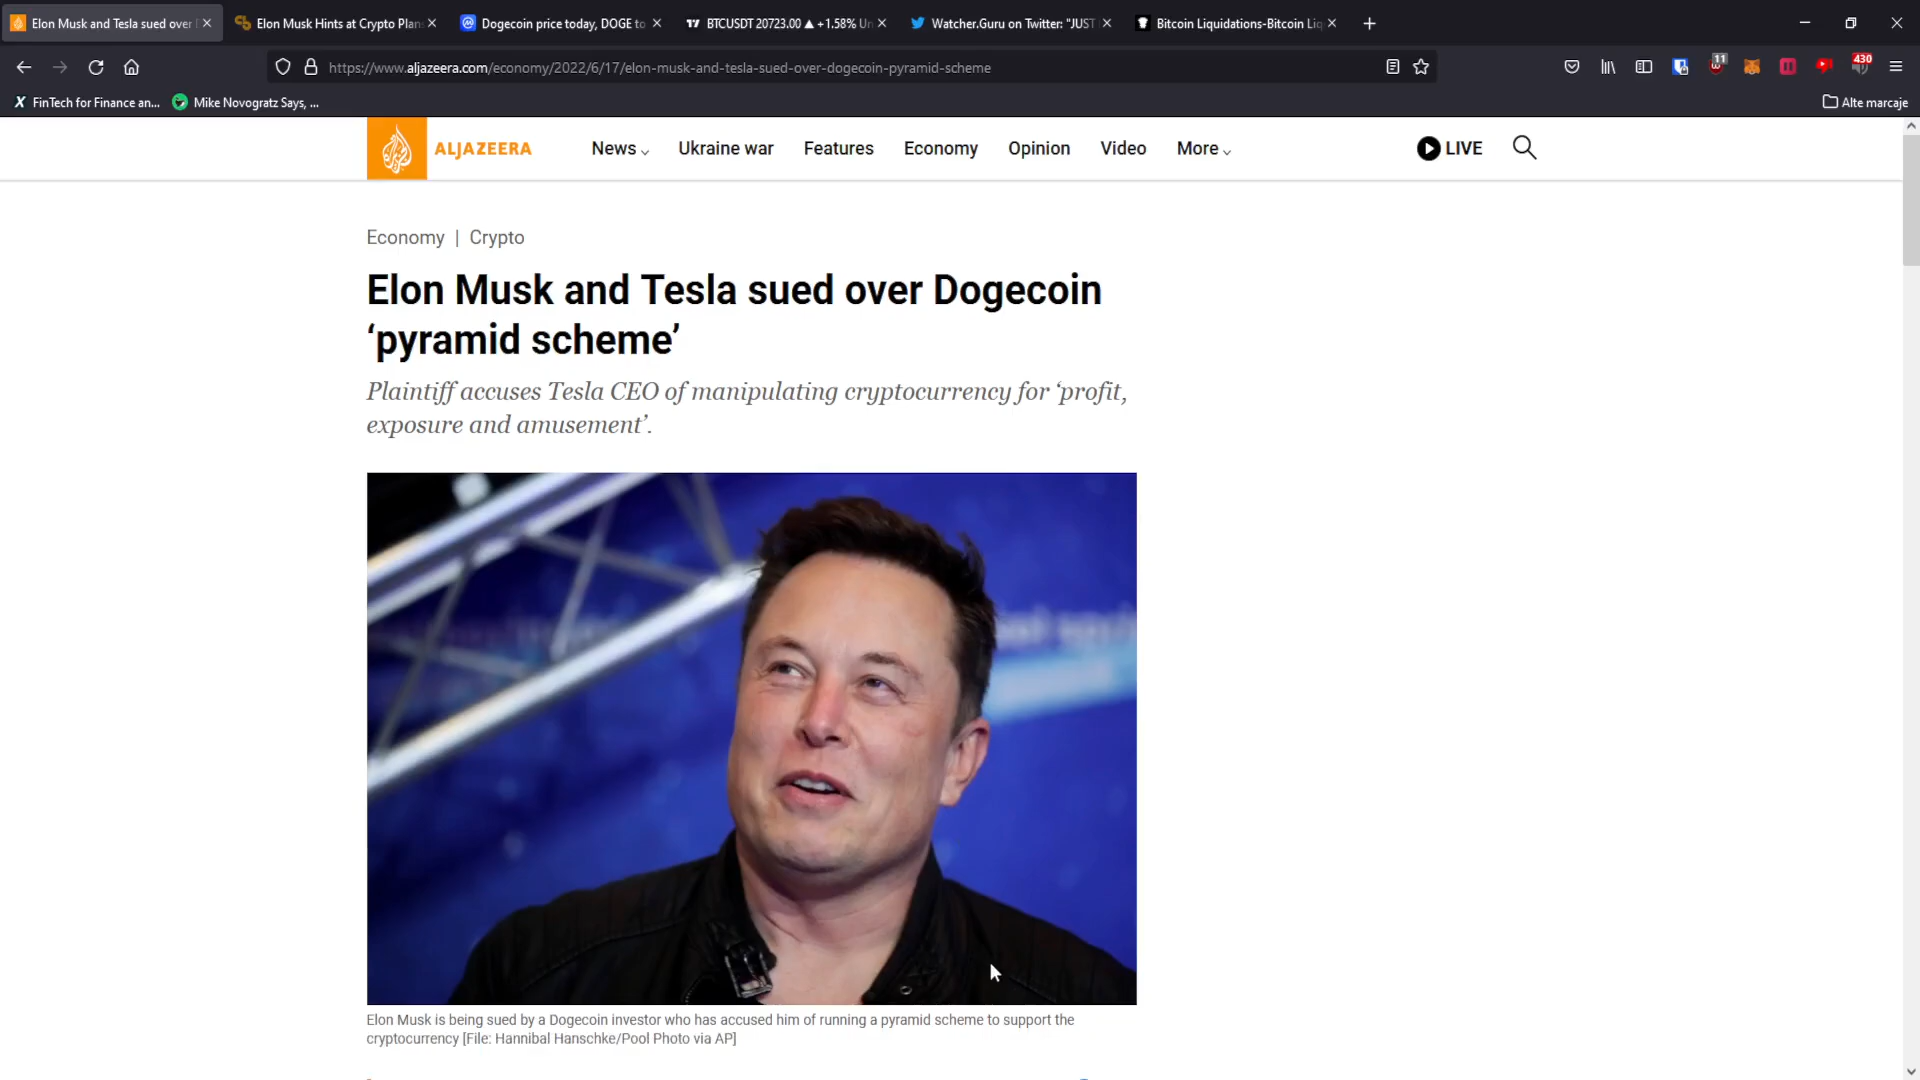 Elon Musk and Tesla sued over
Elon Musk Hints at Crypto Plan
Dogecoin price today, DOGE to
BTCUSDT 20723.00 ▲ +1.58% Un
Watcher.Guru on Twitter: "JUST
Bitcoin Liquidations-Bitcoin Liq
https://www.aljazeera.com/economy/2022/6/17/elon-musk-and-tesla-sued-over-dogecoin-pyramid-scheme
11
430
FinTech for Finance an...
Mike Novogratz Says, ...
Alte marcaje
ALJAZEERA
News
Ukraine war
Features
Economy
Opinion
Video
More
LIVE
Economy | Crypto
Elon Musk and Tesla sued over Dogecoin
‘pyramid scheme’
Plaintiff accuses Tesla CEO of manipulating cryptocurrency for ‘profit,
exposure and amusement’.
Elon Musk is being sued by a Dogecoin investor who has accused him of running a pyramid scheme to support the
cryptocurrency [File: Hannibal Hanschke/Pool Photo via AP]